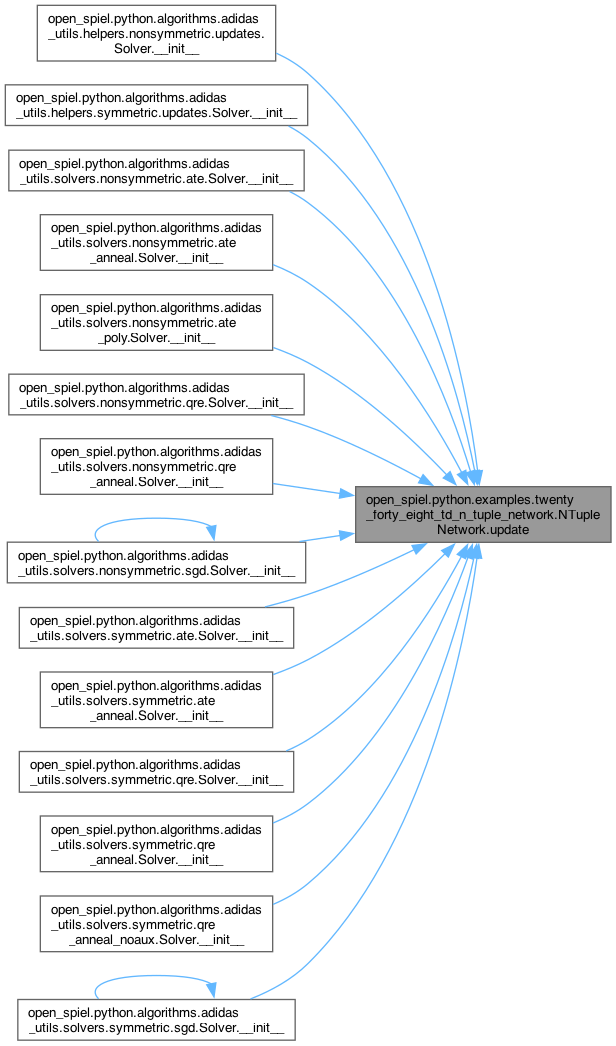 open_spiel.python.algorithms.adidas
_utils.helpers.nonsymmetric.updates.
Solver.__init__
open_spiel.python.algorithms.adidas
_utils.helpers.symmetric.updates.Solver.__init__
open_spiel.python.algorithms.adidas
_utils.solvers.nonsymmetric.ate.Solver.__init__
open_spiel.python.algorithms.adidas
_utils.solvers.nonsymmetric.ate
_anneal.Solver.__init__
open_spiel.python.algorithms.adidas
_utils.solvers.nonsymmetric.ate
_poly.Solver.__init__
open_spiel.python.algorithms.adidas
_utils.solvers.nonsymmetric.qre.Solver.__init__
open_spiel.python.algorithms.adidas
_utils.solvers.nonsymmetric.qre
_anneal.Solver.__init__
open_spiel.python.examples.twenty
_forty_eight_td_n_tuple_network.NTuple
Network.update
open_spiel.python.algorithms.adidas
_utils.solvers.nonsymmetric.sgd.Solver.__init__
open_spiel.python.algorithms.adidas
_utils.solvers.symmetric.ate.Solver.__init__
open_spiel.python.algorithms.adidas
_utils.solvers.symmetric.ate
_anneal.Solver.__init__
open_spiel.python.algorithms.adidas
_utils.solvers.symmetric.qre.Solver.__init__
open_spiel.python.algorithms.adidas
_utils.solvers.symmetric.qre
_anneal.Solver.__init__
open_spiel.python.algorithms.adidas
_utils.solvers.symmetric.qre
_anneal_noaux.Solver.__init__
open_spiel.python.algorithms.adidas
_utils.solvers.symmetric.sgd.Solver.__init__